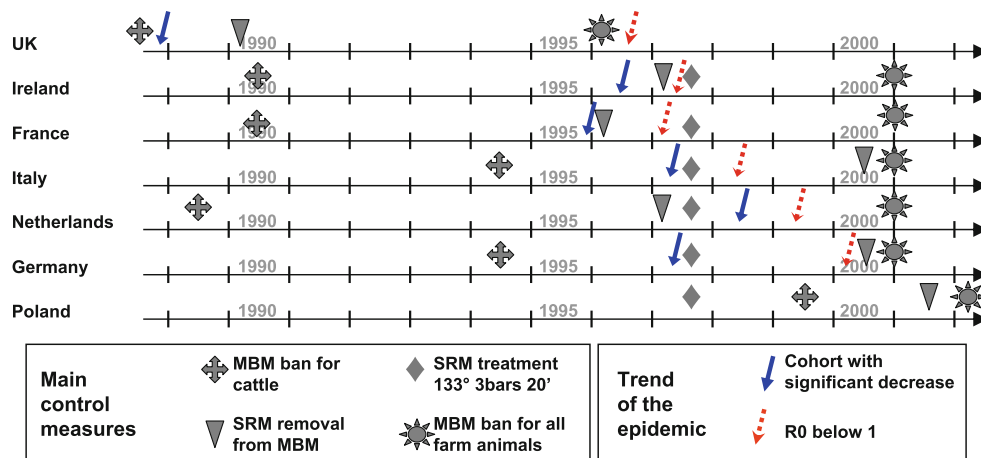 UK
1990 1995 2000
Ireland
1990 1995 2000
France
1990 1995 2000
Italy
1990 1995 2000
Netherlands
1990 1995 2000
Germany
1990 1995 2000
Poland
1990 1995 2000
Main
control
measures
MBM ban for
cattle
SRM removal
from MBM
SRM treatment
133° 3bars 20’
MBM ban for all
farm animals
Trend
of the
epidemic
Cohort with
significant decrease
R0 below 1